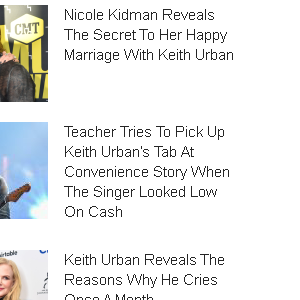 CMT
Nicole Kidman Reveals
The Secret To Her Happy
Marriage With Keith Urban
Teacher Tries To Pick Up
Keith Urban's Tab At
Convenience Story When
The Singer Looked Low
On Cash
Keith Urban Reveals The
Reasons Why He Cries
Once A Month